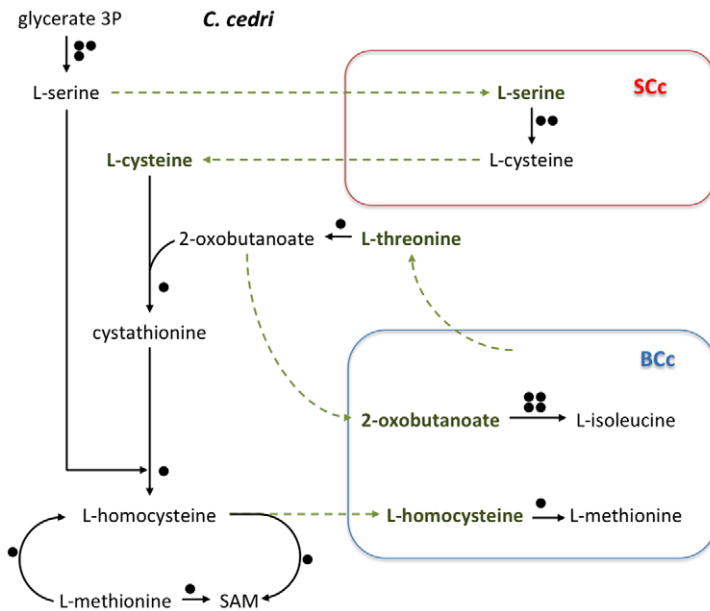 glycerate 3P
C. cedri
L-serine
L-serine
SCc
L-cysteine
L-cysteine
2-oxobutanoate
L-threonine
cystathionine
BCc
2-oxobutanoate
L-isoleucine
L-homocysteine
L-homocysteine
L-methionine
L-methionine
SAM